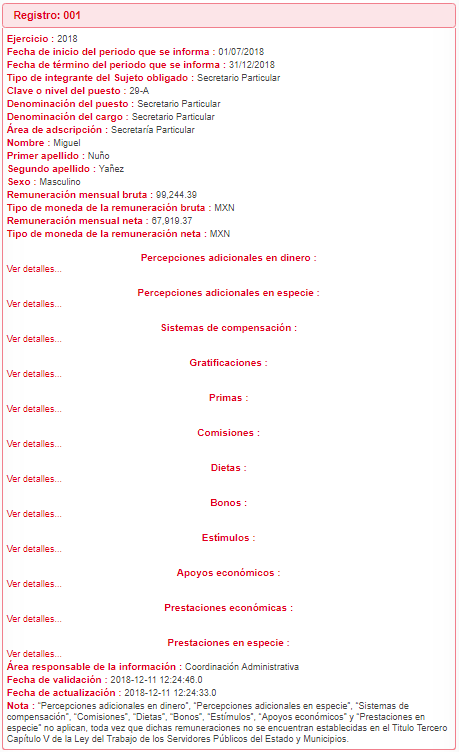 Registro: 001
Ejercicio : 2018
Fecha de inicio del periodo que se informa : 01/07/2018
Fecha de término del periodo que se informa : 31/12/2018
Tipo de integrante del Sujeto obligado : Secretario Particular
Clave o nivel del puesto : 29-A
Denominación del puesto : Secretario Particular
Denominación del cargo : Secretario Particular
Área de adscripción : Secretaría Particular
Nombre : Miguel
Primer apellido : Nuño
Segundo apellido : Yañez
Sexo : Masculino
Remuneración mensual bruta : 99,244.39
Tipo de moneda de la remuneración bruta : MXN
Remuneración mensual neta : 67,919.37
Tipo de moneda de la remuneración neta : MXN
Percepciones adicionales en dinero :
Ver detalles...
Percepciones adicionales en especie :
Ver detalles...
Sistemas de compensación :
Ver detalles...
Gratificaciones :
Ver detalles...
Primas :
Ver detalles...
Comisiones :
Ver detalles...
Dietas :
Ver detalles...
Bonos :
Ver detalles...
Estímulos :
Ver detalles...
Apoyos económicos :
Ver detalles...
Prestaciones económicas :
Ver detalles...
Prestaciones en especie :
Ver detalles...
Área responsable de la información : Coordinación Administrativa
Fecha de validación : 2018-12-11 12:24:46.0
Fecha de actualización : 2018-12-11 12:24:33.0
Nota : “Percepciones adicionales en dinero”, “Percepciones adicionales en especie”, “Sistemas de
compensación”, “Comisiones”, “Dietas”, “Bonos”, “Estímulos”, “Apoyos económicos” y “Prestaciones en
especie” no aplican, toda vez que dichas remuneraciones no se encuentran establecidas en el Titulo Tercero
Capítulo V de la Ley del Trabajo de los Servidores Públicos del Estado y Municipios.